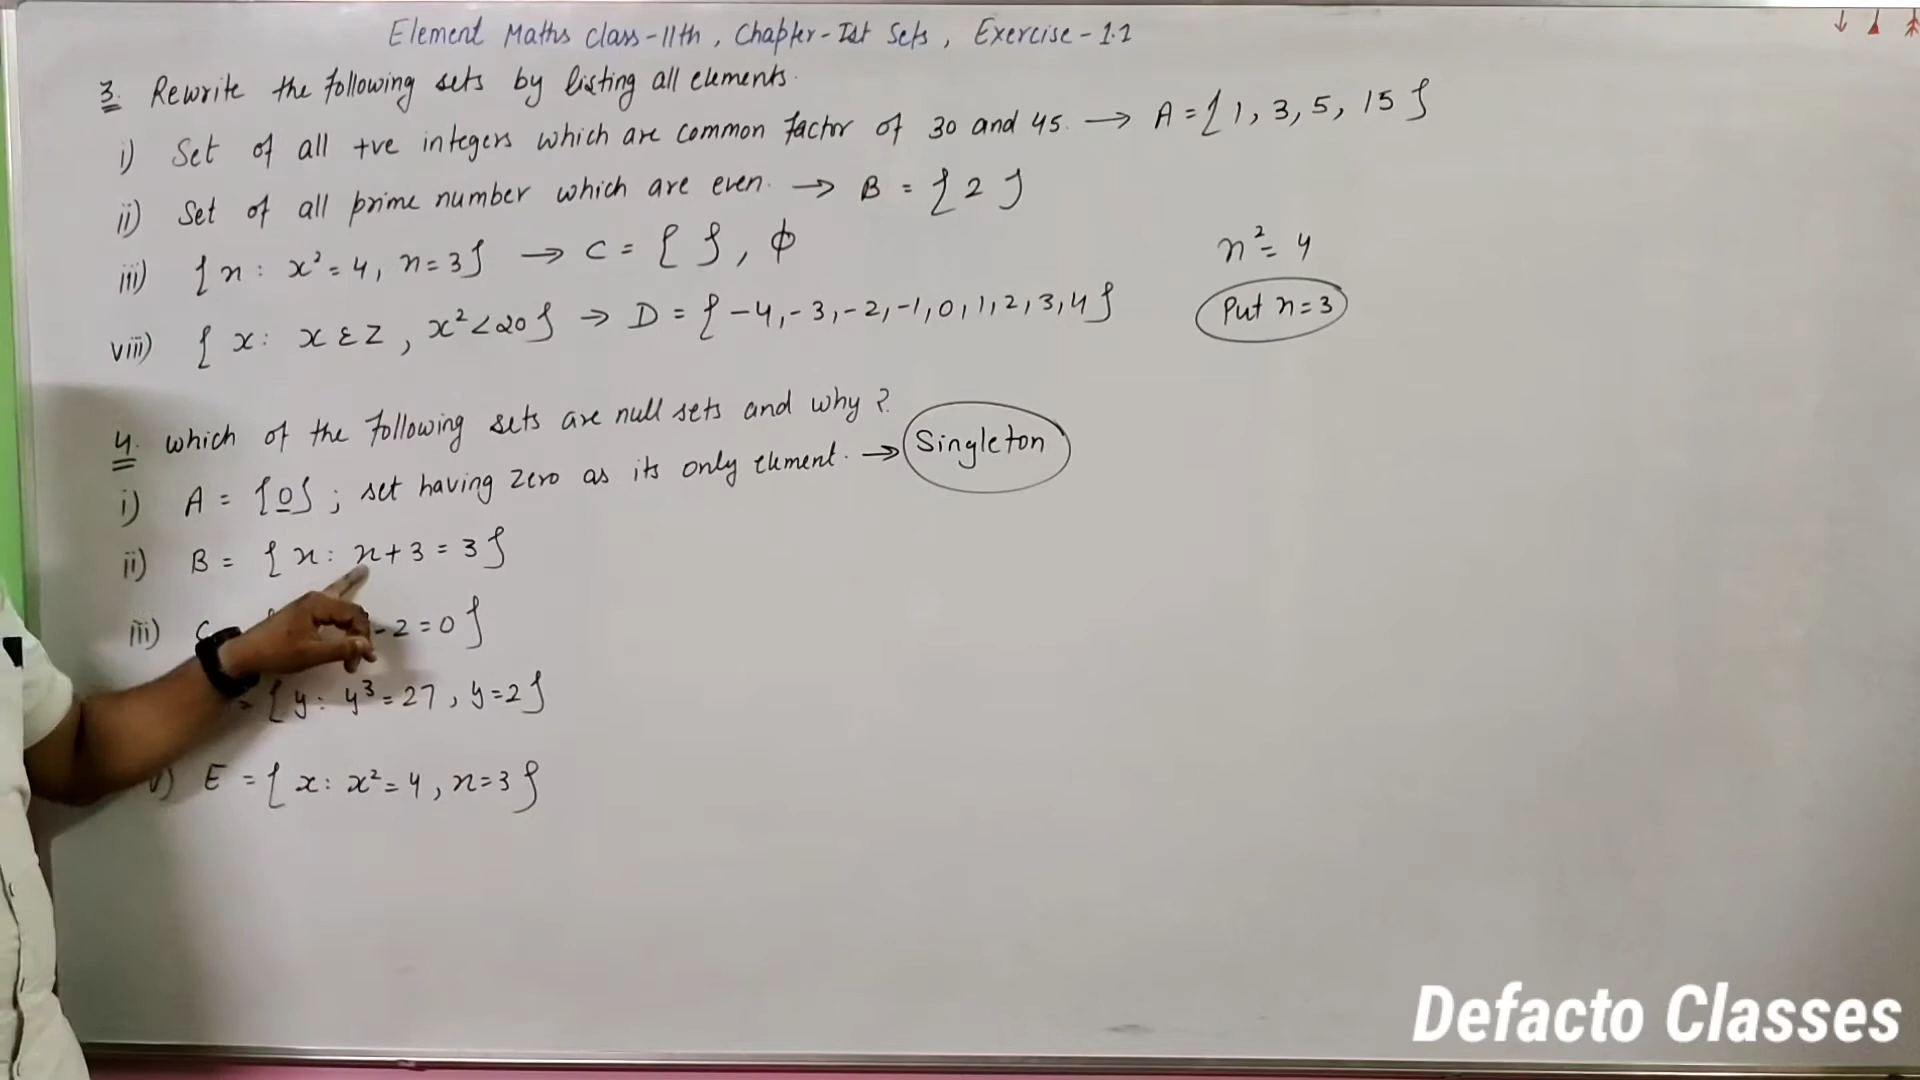 Element Maths class-11th, Chapter-Ist Sets, Exercise-1.1
3. Rewrite the following sets by listing all elements.
i) Set of all +ve integers which are common factor of 30 and 45. → A = {1, 3, 5, 15}
ii) Set of all prime number which are even. → B = {2}
iii) {x : x² = 4, x = 3} → C = { }, ϕ
x² = 4
viii) {x : x ε Z, x² < 20} → D = {-4, -3, -2, -1, 0, 1, 2, 3, 4}
Put x = 3
4. which of the following sets are null sets and why?
i) A = {0} ; set having zero as its only element. → Singleton
ii) B = {x : x + 3 = 3}
iii) C - 2 = 0}
= {y : y³ = 27, y = 2}
v) E = {x : x² = 4, x = 3}
Defacto Classes